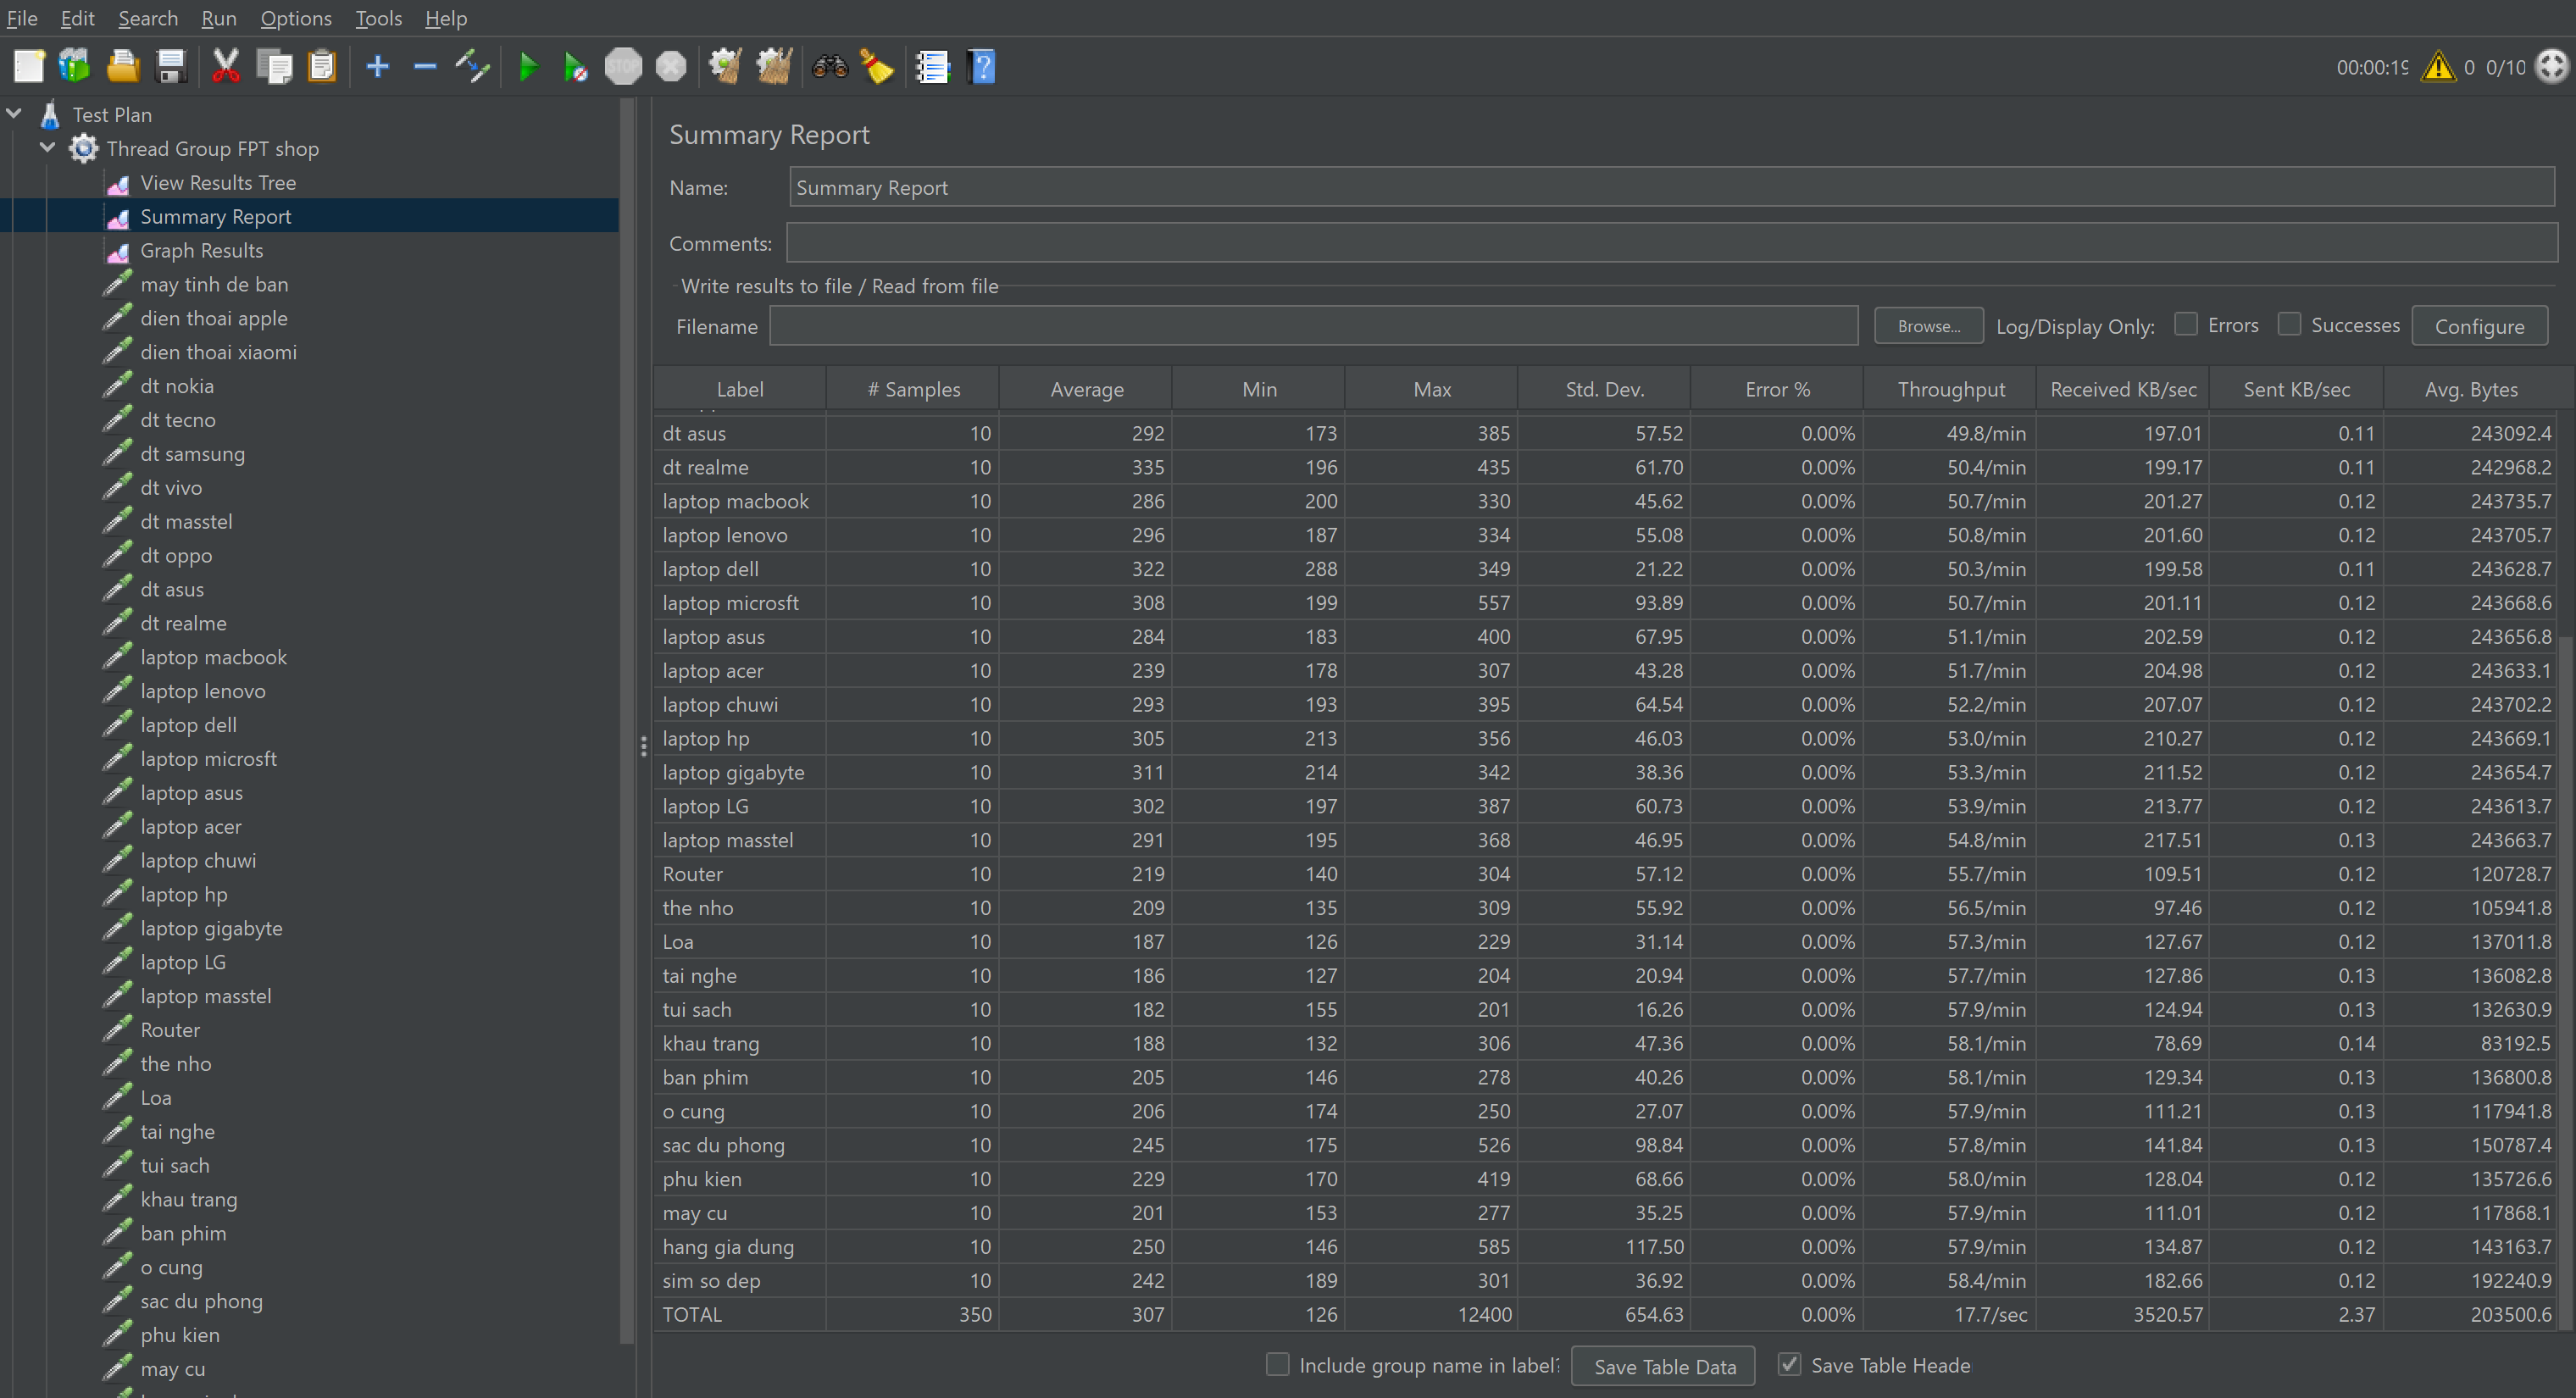 File Edit Search Run Options Tools Help
STOP
00:00:19 0 0/10
Test Plan
Thread Group FPT shop
View Results Tree
Summary Report
Graph Results
may tinh de ban
dien thoai apple
dien thoai xiaomi
dt nokia
dt tecno
dt samsung
dt vivo
dt masstel
dt oppo
dt asus
dt realme
laptop macbook
laptop lenovo
laptop dell
laptop microsft
laptop asus
laptop acer
laptop chuwi
laptop hp
laptop gigabyte
laptop LG
laptop masstel
Router
the nho
Loa
tai nghe
tui sach
khau trang
ban phim
o cung
sac du phong
phu kien
may cu
Summary Report
Name: Summary Report
Comments:
Write results to file / Read from file
Filename Browse... Log/Display Only: Errors Successes Configure
Label # Samples Average Min Max Std. Dev. Error % Throughput Received KB/sec Sent KB/sec Avg. Bytes
dt asus 10 292 173 385 57.52 0.00% 49.8/min 197.01 0.11 243092.4
dt realme 10 335 196 435 61.70 0.00% 50.4/min 199.17 0.11 242968.2
laptop macbook 10 286 200 330 45.62 0.00% 50.7/min 201.27 0.12 243735.7
laptop lenovo 10 296 187 334 55.08 0.00% 50.8/min 201.60 0.12 243705.7
laptop dell 10 322 288 349 21.22 0.00% 50.3/min 199.58 0.11 243628.7
laptop microsft 10 308 199 557 93.89 0.00% 50.7/min 201.11 0.12 243668.6
laptop asus 10 284 183 400 67.95 0.00% 51.1/min 202.59 0.12 243656.8
laptop acer 10 239 178 307 43.28 0.00% 51.7/min 204.98 0.12 243633.1
laptop chuwi 10 293 193 395 64.54 0.00% 52.2/min 207.07 0.12 243702.2
laptop hp 10 305 213 356 46.03 0.00% 53.0/min 210.27 0.12 243669.1
laptop gigabyte 10 311 214 342 38.36 0.00% 53.3/min 211.52 0.12 243654.7
laptop LG 10 302 197 387 60.73 0.00% 53.9/min 213.77 0.12 243613.7
laptop masstel 10 291 195 368 46.95 0.00% 54.8/min 217.51 0.13 243663.7
Router 10 219 140 304 57.12 0.00% 55.7/min 109.51 0.12 120728.7
the nho 10 209 135 309 55.92 0.00% 56.5/min 97.46 0.12 105941.8
Loa 10 187 126 229 31.14 0.00% 57.3/min 127.67 0.12 137011.8
tai nghe 10 186 127 204 20.94 0.00% 57.7/min 127.86 0.13 136082.8
tui sach 10 182 155 201 16.26 0.00% 57.9/min 124.94 0.13 132630.9
khau trang 10 188 132 306 47.36 0.00% 58.1/min 78.69 0.14 83192.5
ban phim 10 205 146 278 40.26 0.00% 58.1/min 129.34 0.13 136800.8
o cung 10 206 174 250 27.07 0.00% 57.9/min 111.21 0.13 117941.8
sac du phong 10 245 175 526 98.84 0.00% 57.8/min 141.84 0.13 150787.4
phu kien 10 229 170 419 68.66 0.00% 58.0/min 128.04 0.12 135726.6
may cu 10 201 153 277 35.25 0.00% 57.9/min 111.01 0.12 117868.1
hang gia dung 10 250 146 585 117.50 0.00% 57.9/min 134.87 0.12 143163.7
sim so dep 10 242 189 301 36.92 0.00% 58.4/min 182.66 0.12 192240.9
TOTAL 350 307 126 12400 654.63 0.00% 17.7/sec 3520.57 2.37 203500.6
Include group name in label? Save Table Data Save Table Heade